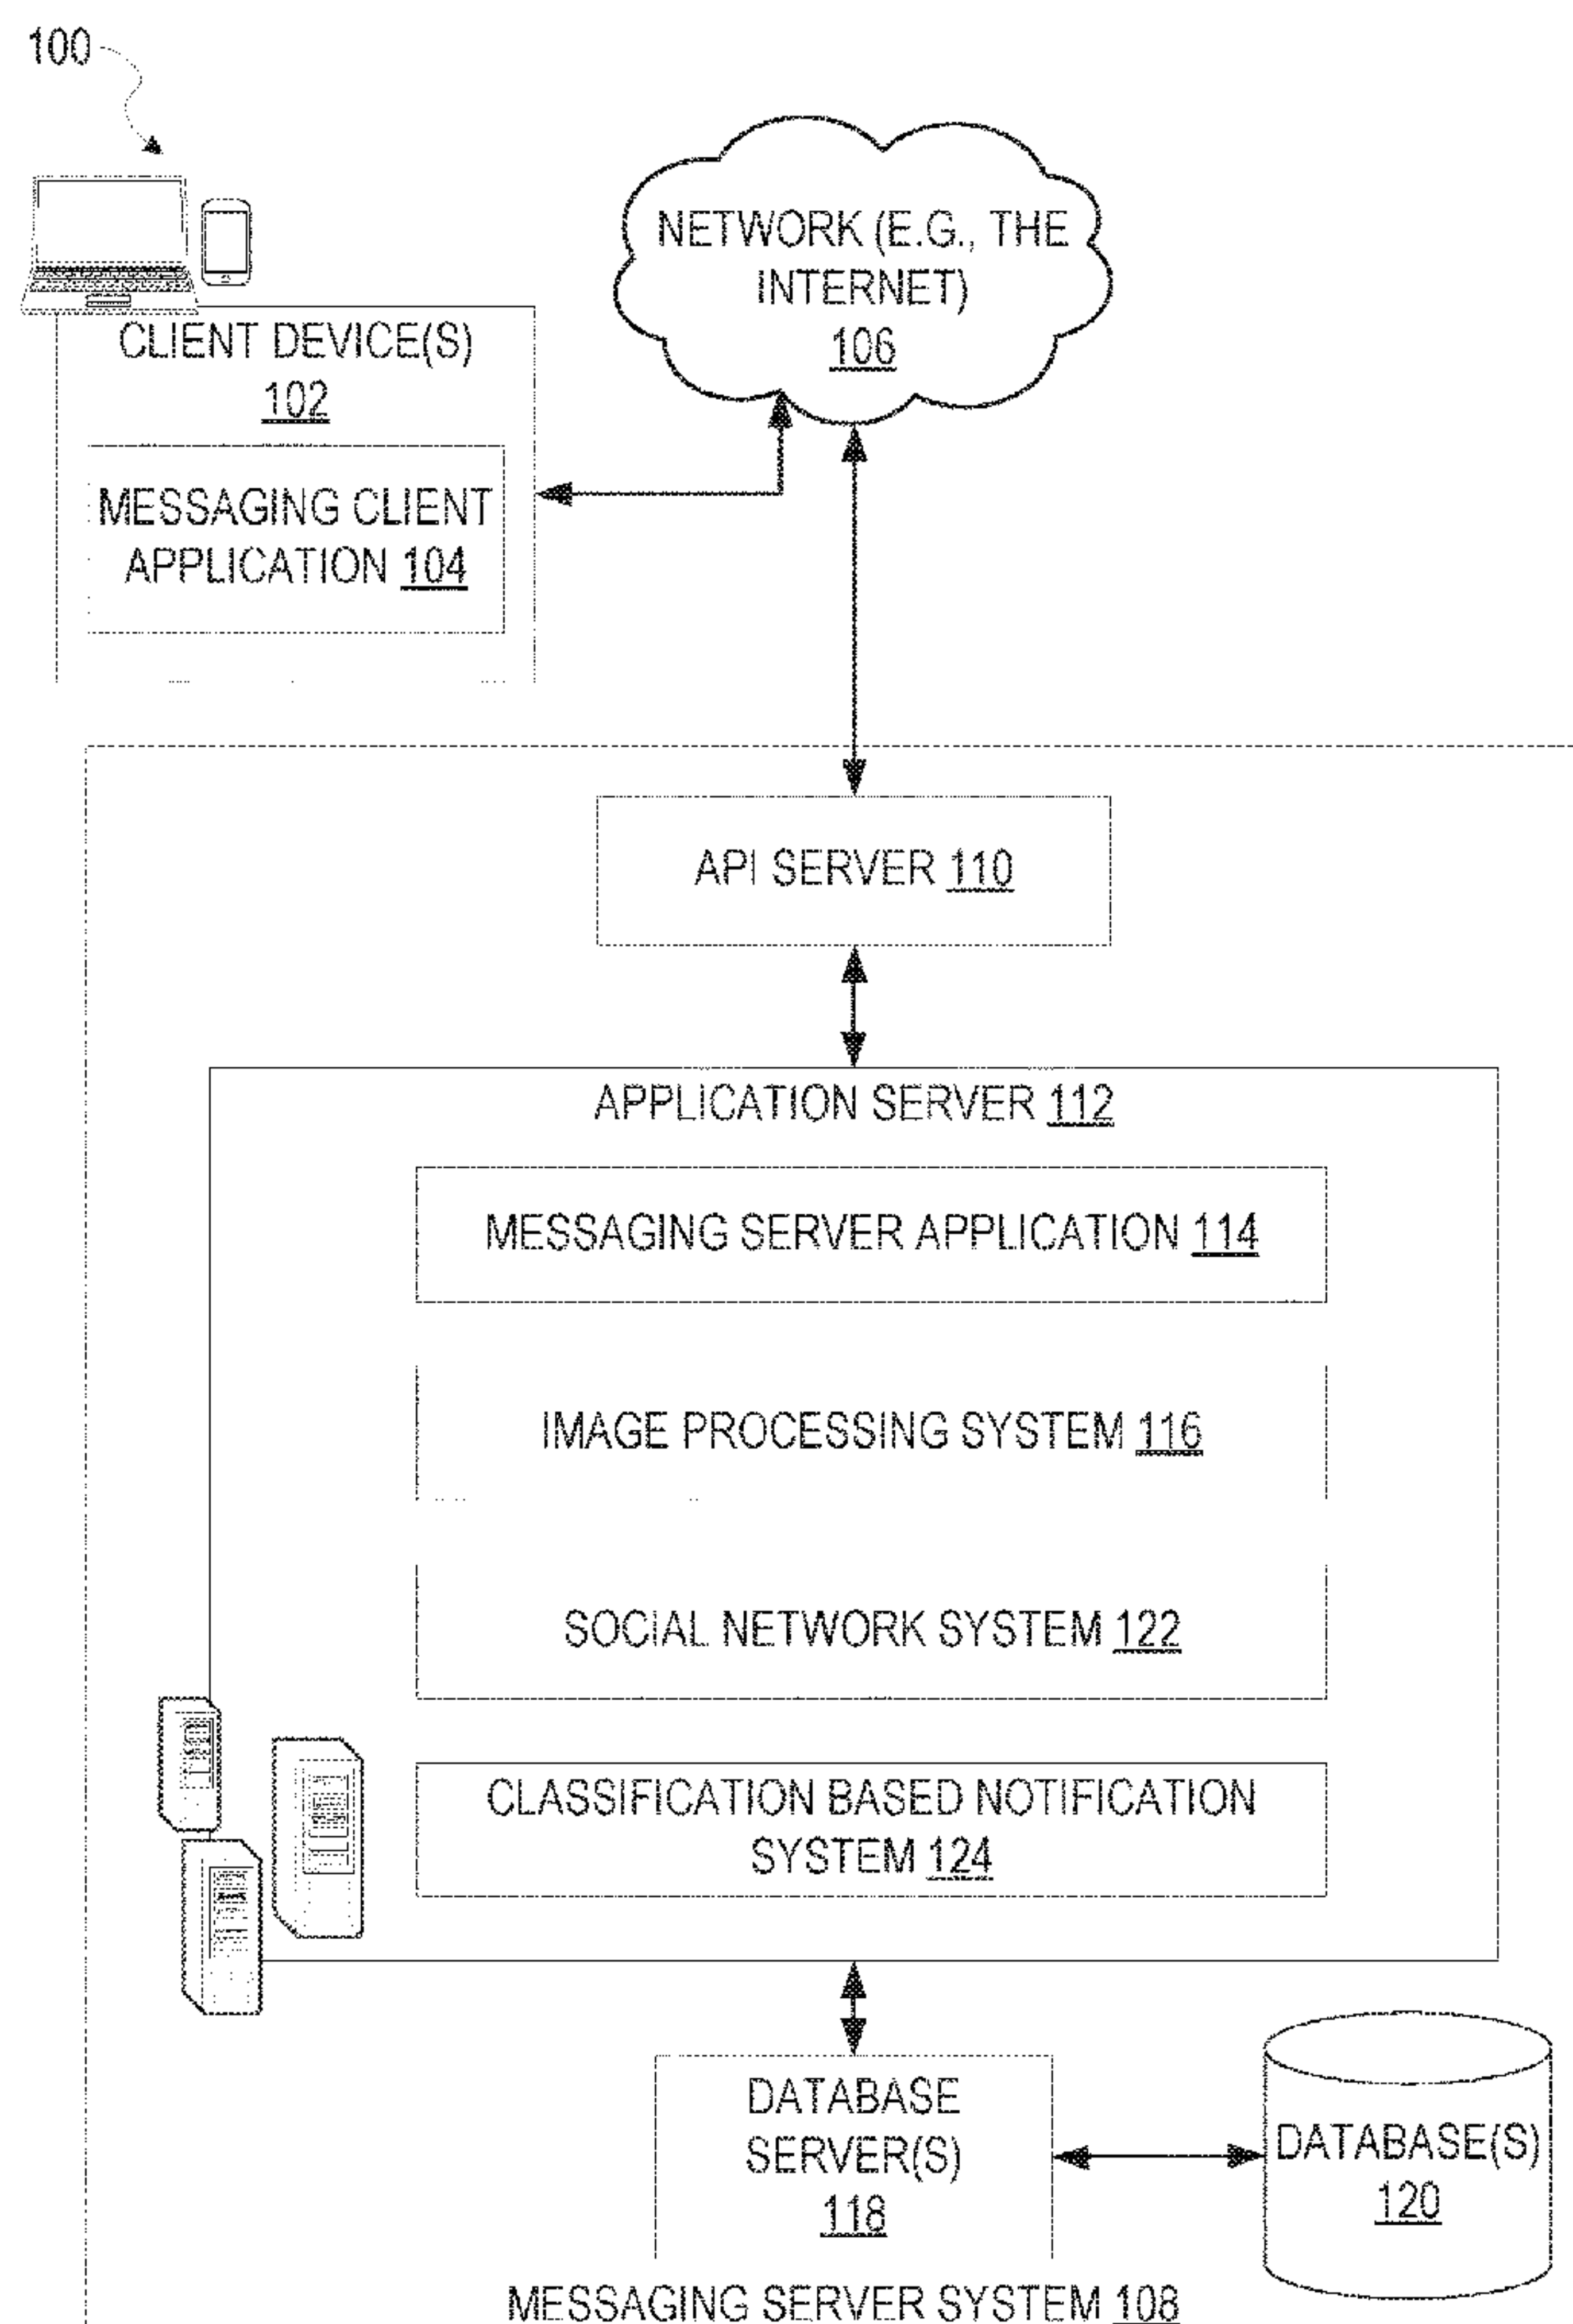 100
NETWORK (E.G., THE
INTERNET)
106
CLIENT DEVICE(S)
102
MESSAGING CLIENT
APPLICATION 104
API SERVER 110
APPLICATION SERVER 112
MESSAGING SERVER APPLICATION 114
IMAGE PROCESSING SYSTEM 116
SOCIAL NETWORK SYSTEM 122
CLASSIFICATION BASED NOTIFICATION
SYSTEM 124
DATABASE
SERVER(S)
118
DATABASE(S)
120
MESSAGING SERVER SYSTEM 108